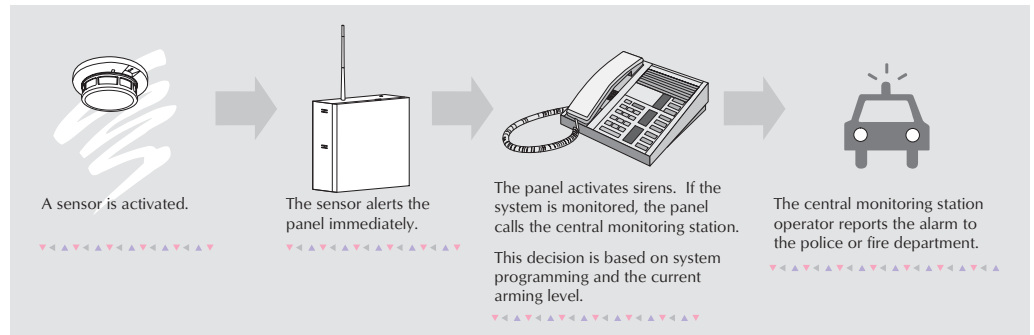 A sensor is activated.
The sensor alerts the
panel immediately.
The panel activates sirens.  If the
system is monitored, the panel
calls the central monitoring station.
This decision is based on system
programming and the current
arming level.
The central monitoring station
operator reports the alarm to
the police or fire department.